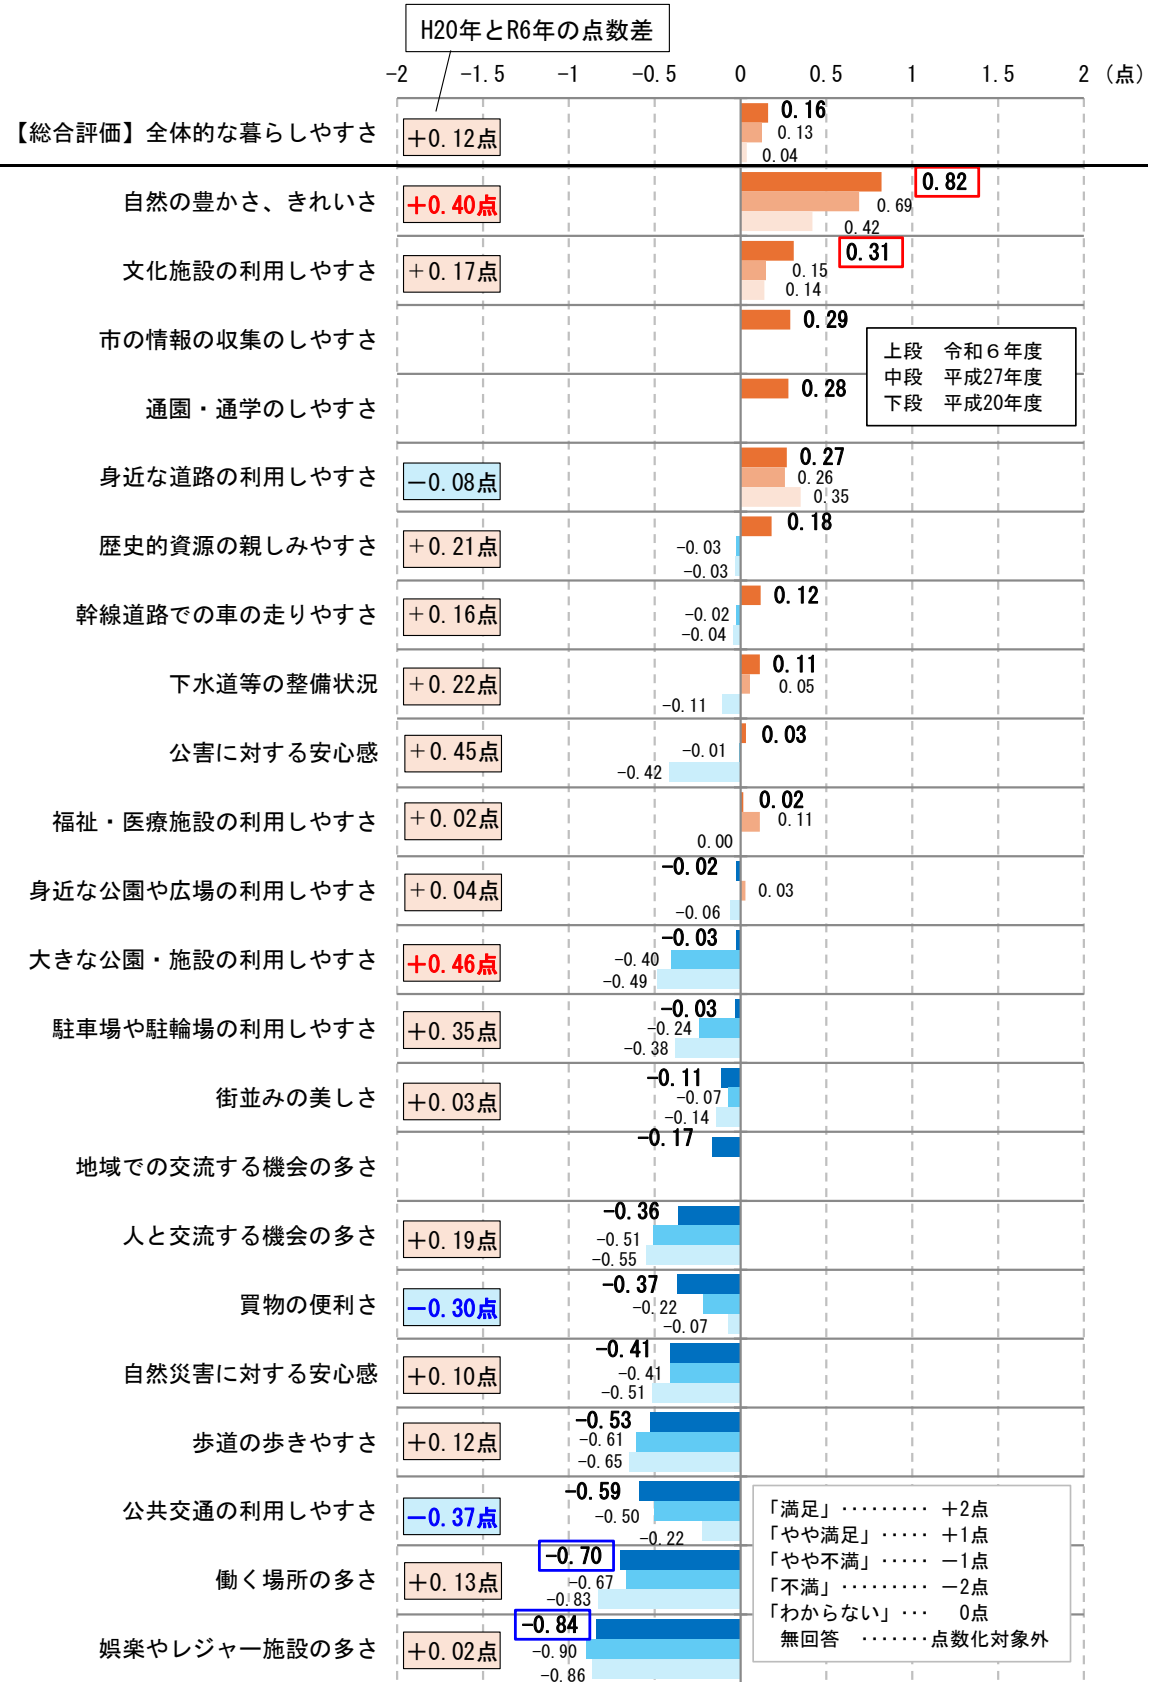 H20年とR6年の点数差
-2 -1.5 -1 -0.5 0 0.5 1 1.5 2 (点)
【総合評価】全体的な暮らしやすさ +0.12点 0.16
0.13
0.04
自然の豊かさ、きれいさ +0.40点 0.82
0.69
0.42
文化施設の利用しやすさ +0.17点 0.31
0.15
0.14
市の情報の収集のしやすさ 0.29
上段 令和6年度
中段 平成27年度
下段 平成20年度
通園・通学のしやすさ 0.28
身近な道路の利用しやすさ -0.08点 0.27
0.26
0.35
歴史的資源の親しみやすさ +0.21点 0.18
-0.03
-0.03
幹線道路での車の走りやすさ +0.16点 0.12
-0.02
-0.04
下水道等の整備状況 +0.22点 0.11
0.05
-0.11
公害に対する安心感 +0.45点 0.03
-0.01
-0.42
福祉・医療施設の利用しやすさ +0.02点 0.02
0.11
0.00
身近な公園や広場の利用しやすさ +0.04点 -0.02
0.03
-0.06
大きな公園・施設の利用しやすさ +0.46点 -0.03
-0.40
-0.49
駐車場や駐輪場の利用しやすさ +0.35点 -0.03
-0.24
-0.38
街並みの美しさ +0.03点 -0.11
-0.07
-0.14
地域での交流する機会の多さ -0.17
人と交流する機会の多さ +0.19点 -0.36
-0.51
-0.55
買物の便利さ -0.30点 -0.37
-0.22
-0.07
自然災害に対する安心感 +0.10点 -0.41
-0.41
-0.51
歩道の歩きやすさ +0.12点 -0.53
-0.61
-0.65
公共交通の利用しやすさ -0.37点 -0.59
-0.50
-0.22
働く場所の多さ +0.13点 -0.70
-0.67
-0.83
娯楽やレジャー施設の多さ +0.02点 -0.84
-0.90
-0.86
「満足」········· +2点
「やや満足」····· +1点
「やや不満」····· -1点
「不満」········· -2点
「わからない」··· 0点
無回答 ·······点数化対象外